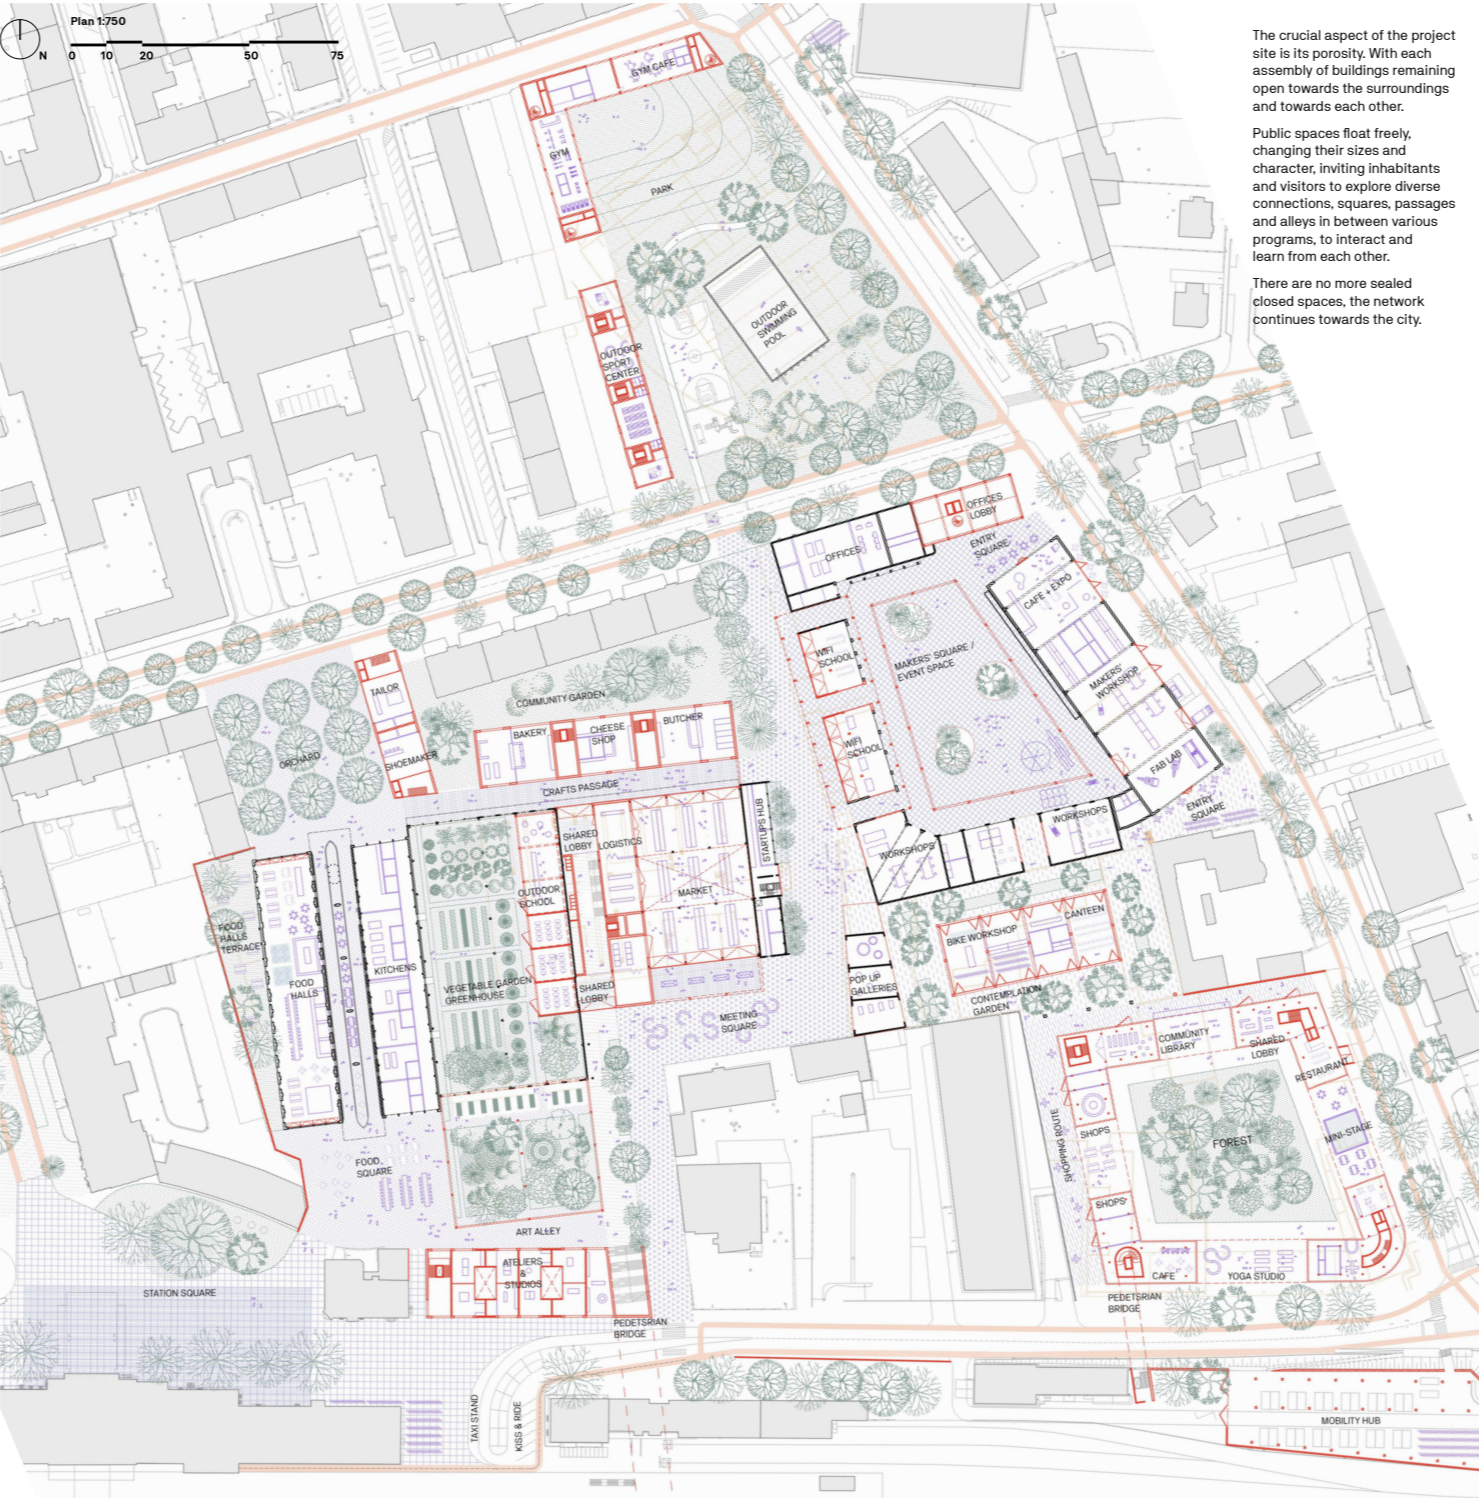 Plan 1:750
N
0 10 20 50 75
The crucial aspect of the project
site is its porosity. With each
assembly of buildings remaining
open towards the surroundings
and towards each other.
Public spaces float freely,
changing their sizes and
character, inviting inhabitants
and visitors to explore diverse
connections, squares, passages
and alleys in between various
programs, to interact and
learn from each other.
There are no more sealed
closed spaces, the network
continues towards the city.
GYM CAFE
GYM
PARK
OUTDOOR
SWIMMING
POOL
OUTDOOR
SPORT
CENTER
OFFICES
LOBBY
OFFICES
ENTRY
SQUARE
CAFE + EXPO
WIFI
SCHOOL
MAKERS' SQUARE /
EVENT SPACE
MAKERS'
WORKSHOP
TAILOR
COMMUNITY GARDEN
BAKERY
CHEESE
SHOP
BUTCHER
WIFI
SCHOOL
ORCHARD
SHOEMAKER
FAB LAB
CRAFTS PASSAGE
ENTRY
SQUARE
STARTUPS HUB
WORKSHOPS
SHARED
LOBBY
LOGISTICS
WORKSHOPS
MARKET
OUTDOOR
SCHOOL
CANTEEN
FOOD
HALLS
TERRACE
BIKE WORKSHOP
KITCHENS
FOOD
HALLS
VEGETABLE GARDEN
GREENHOUSE
SHARED
LOBBY
POP UP
GALLERIES
CONTEMPLATION
GARDEN
MEETING
SQUARE
COMMUNITY
LIBRARY
SHARED
LOBBY
RESTAURANT
SHOPS
SHOPPING ROUTE
FOREST
MINI-STAGE
FOOD
SQUARE
SHOPS
ART ALLEY
ATELIERS
&
STUDIOS
CAFE
YOGA STUDIO
STATION SQUARE
PEDETSRIAN
BRIDGE
PEDETSRIAN
BRIDGE
TAXI STAND
KISS & RIDE
MOBILITY HUB